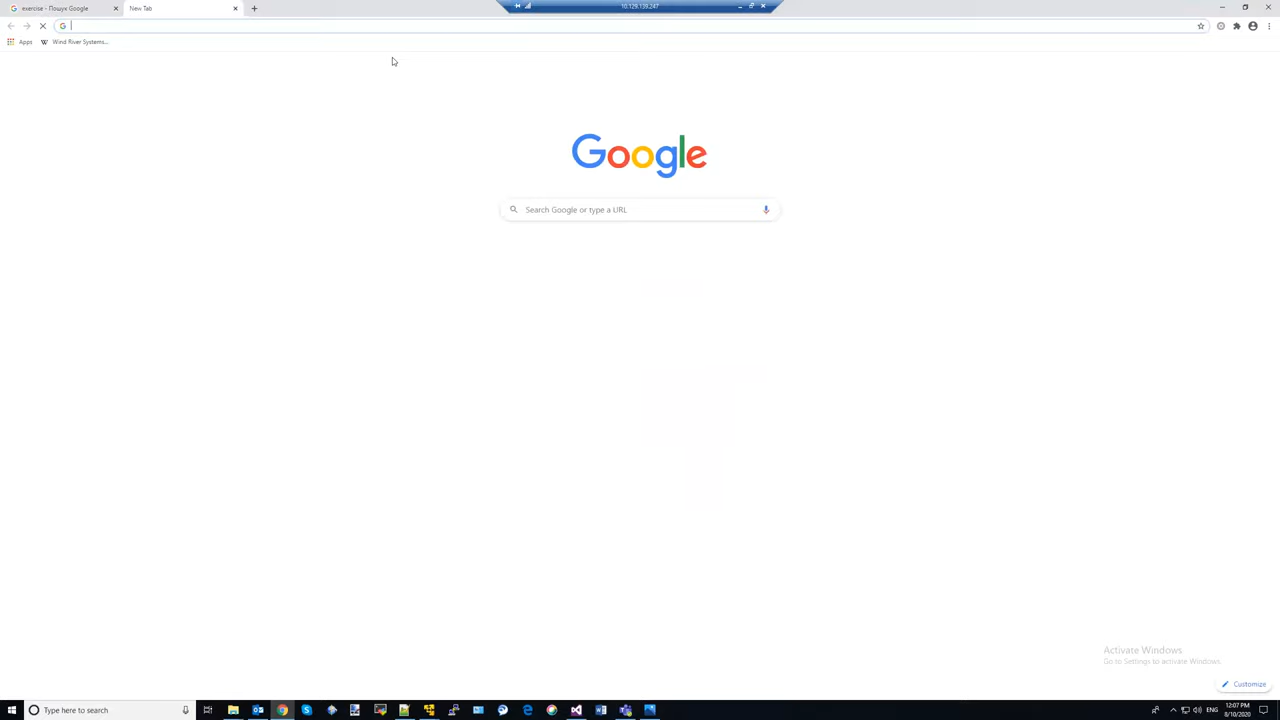 exercise - Пошук Google
New Tab
10.129.139.247
Apps
Wind River Systems...
Google
Search Google or type a URL
Activate Windows
Go to Settings to activate Windows.
Customize
Type here to search
ENG
12:07 PM
8/10/2020